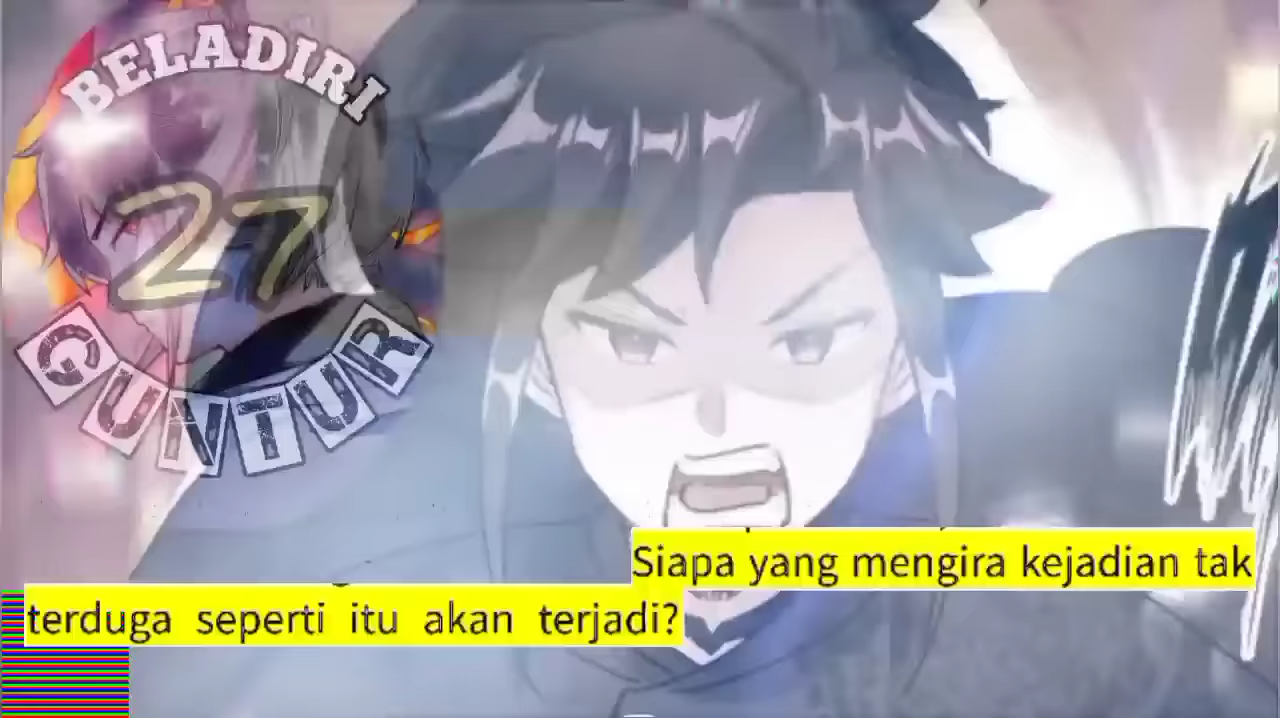 BELADIRI
27
GUNTUR
Siapa yang mengira kejadian tak
terduga seperti itu akan terjadi?